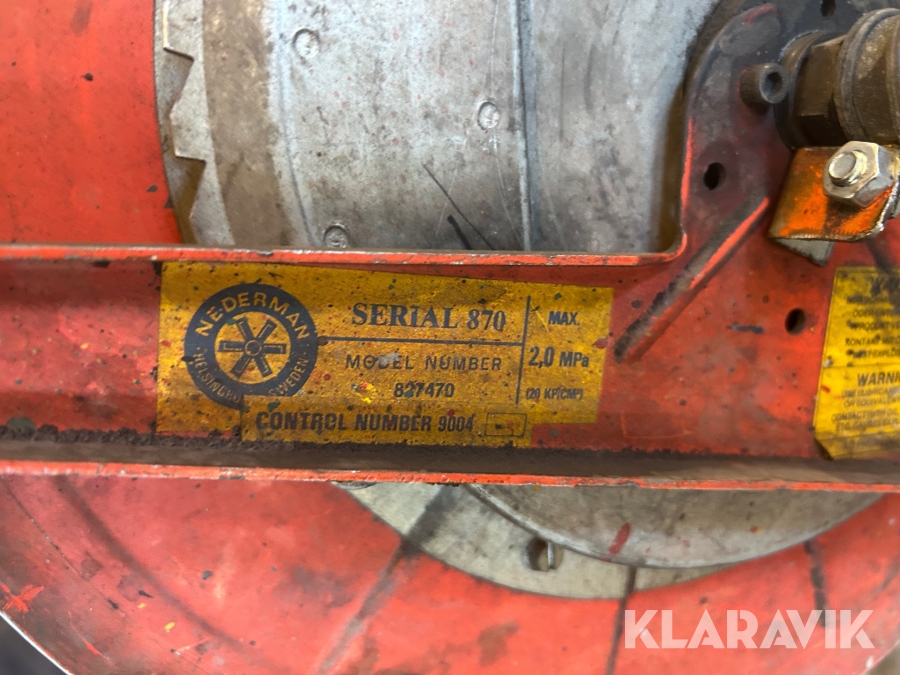 NEDERMAN
HELSINGBORG
SWEDEN
SERIAL 870
MODEL NUMBER
827470
CONTROL NUMBER 9004
MAX.
2,0 MPa
(20 KP/CM²)
WARN
KLARAVIK